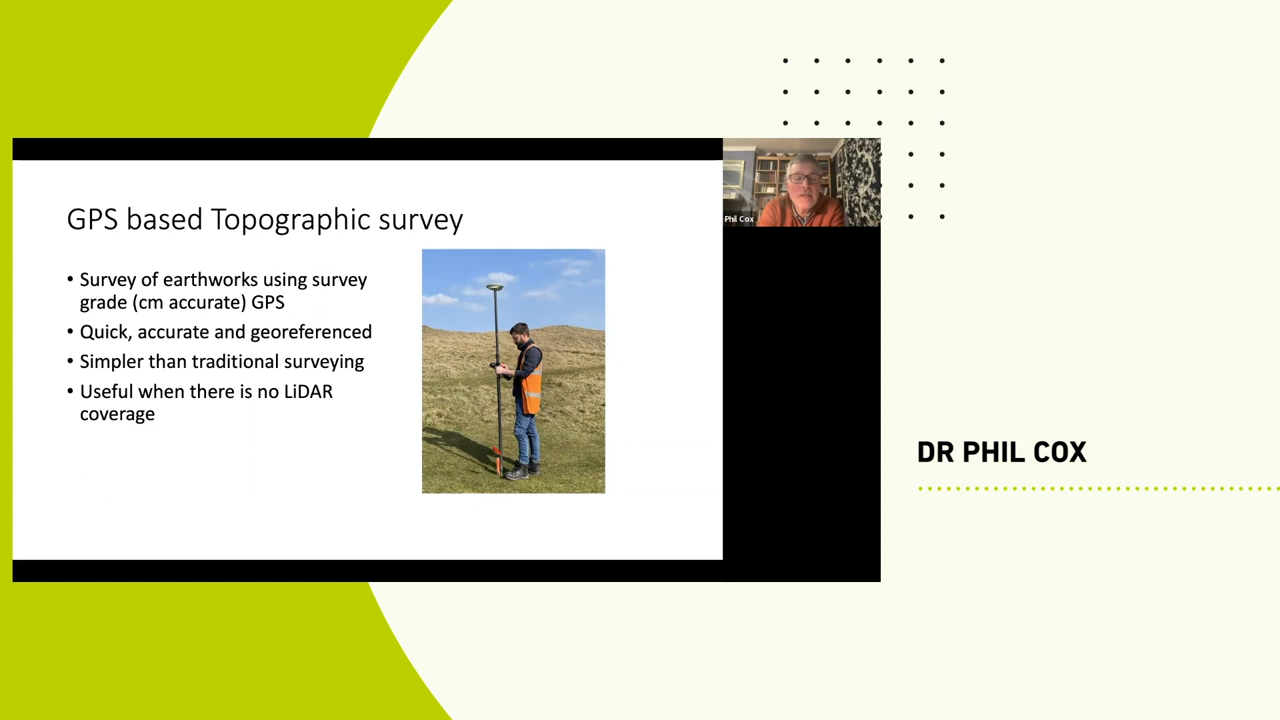 GPS based Topographic survey
• Survey of earthworks using survey
grade (cm accurate) GPS
• Quick, accurate and georeferenced
• Simpler than traditional surveying
• Useful when there is no LiDAR
coverage
Phil Cox
DR PHIL COX